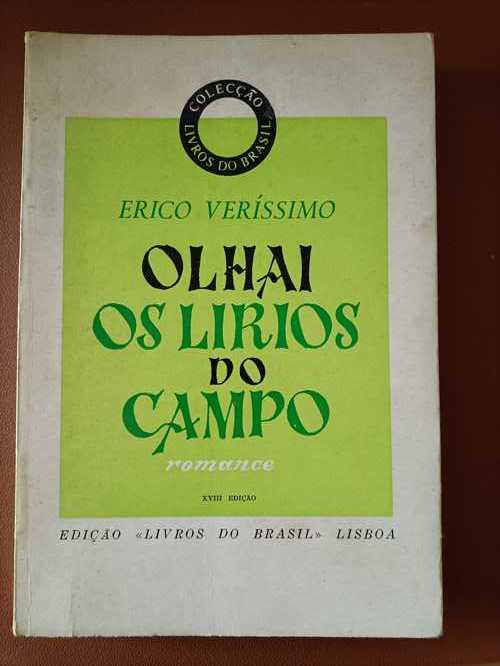 COLECÇÃO
LIVROS DO BRASIL
ERICO VERÍSSIMO
OLHAI
OS LIRIOS
DO
CAMPO
romance
XVIII EDIÇÃO
EDIÇÃO «LIVROS DO BRASIL» LISBOA